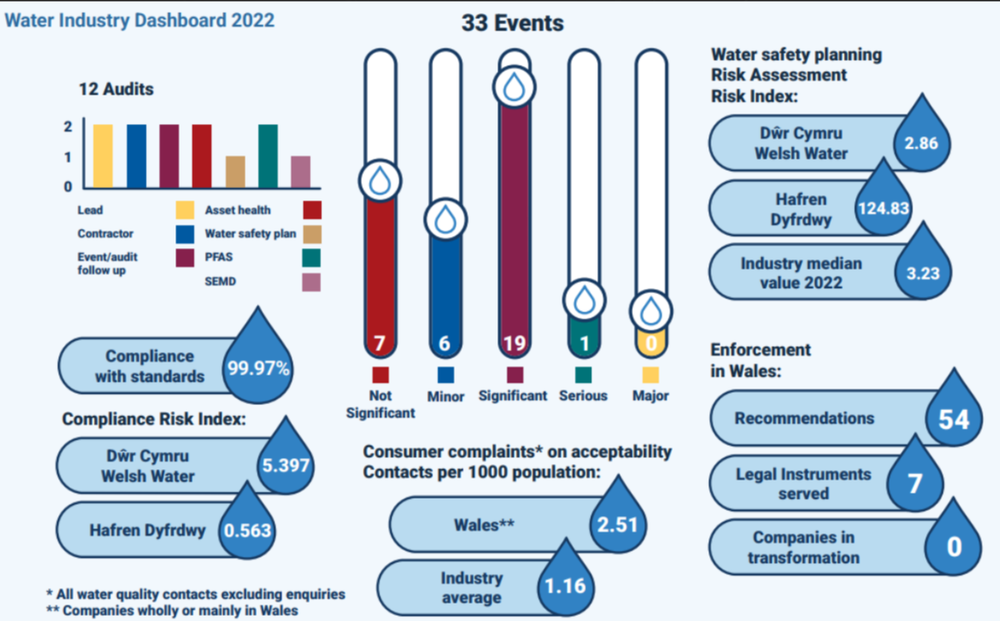 Water Industry Dashboard 2022
12 Audits
2
1
0
Lead
Asset health
Contractor
Water safety plan
Event/audit
follow up
PFAS
SEMD
Compliance
with standards
99.97%
Compliance Risk Index:
Dŵr Cymru
Welsh Water
5.397
Hafren Dyfrdwy
0.563
* All water quality contacts excluding enquiries
** Companies wholly or mainly in Wales
33 Events
7
6
19
1
0
Not
Significant
Minor
Significant
Serious
Major
Consumer complaints* on acceptability
Contacts per 1000 population:
Wales**
2.51
Industry
average
1.16
Water safety planning
Risk Assessment
Risk Index:
Dŵr Cymru
Welsh Water
2.86
Hafren
Dyfrdwy
124.83
Industry median
value 2022
3.23
Enforcement
in Wales:
Recommendations
54
Legal Instruments
served
7
Companies in
transformation
0